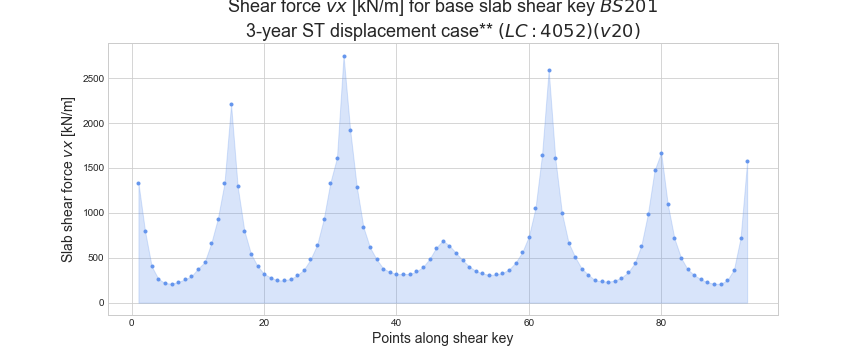 Shear force vx [kN/m] for base slab shear key BS201
3-year ST displacement case** (LC: 4052)(v20)
Slab shear force vx [kN/m]
2500
2000
1500
1000
500
0
0 20 40 60 80
Points along shear key